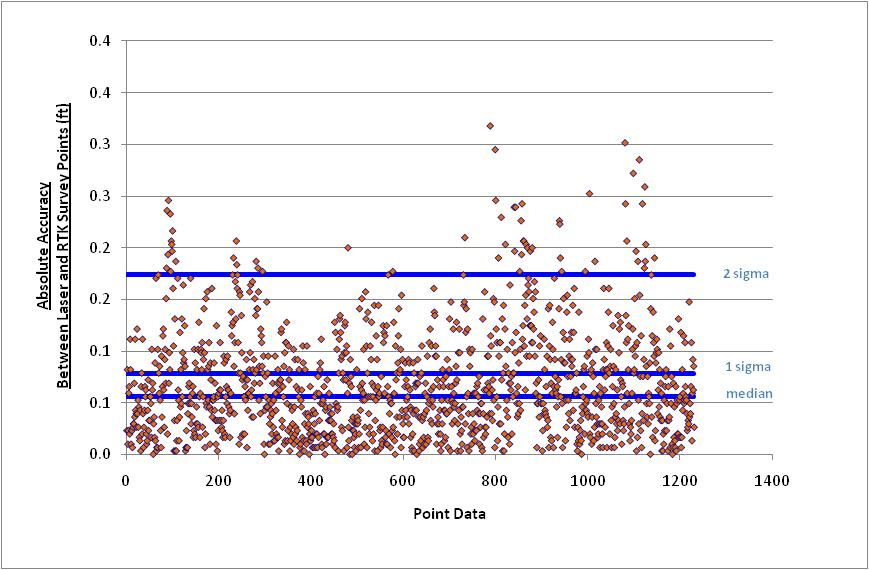 Absolute Accuracy
Between Laser and RTK Survey Points (ft)
0.4
0.4
0.3
0.3
0.2
0.2
0.1
0.1
0.0
2 sigma
1 sigma
median
0 200 400 600 800 1000 1200 1400
Point Data